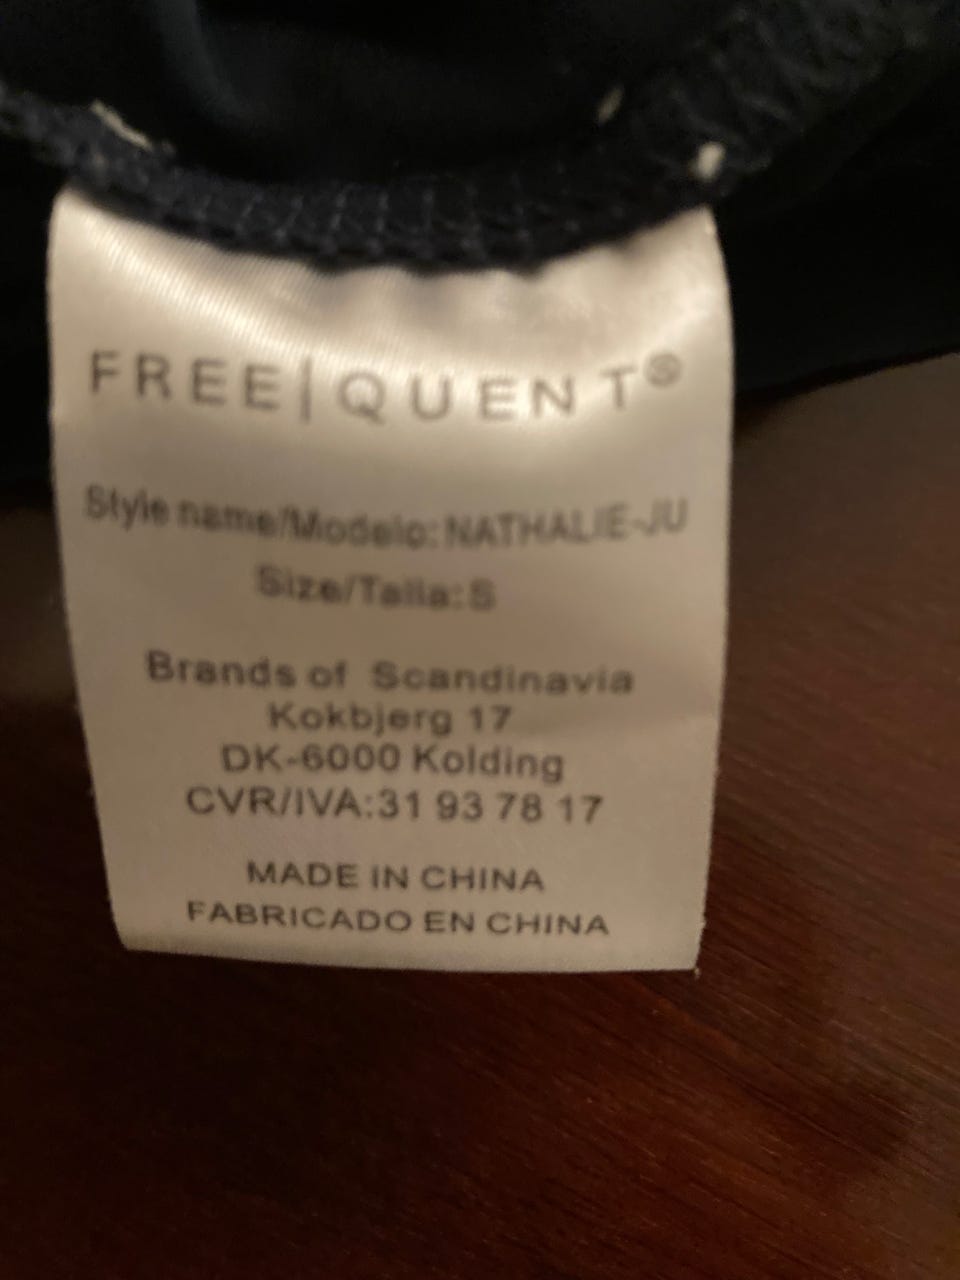 FREE|QUENT®
Style name/Modelo: NATHALIE-JU
Size/Talla: S
Brands of Scandinavia
Kokbjerg 17
DK-6000 Kolding
CVR/IVA:31 93 78 17
MADE IN CHINA
FABRICADO EN CHINA